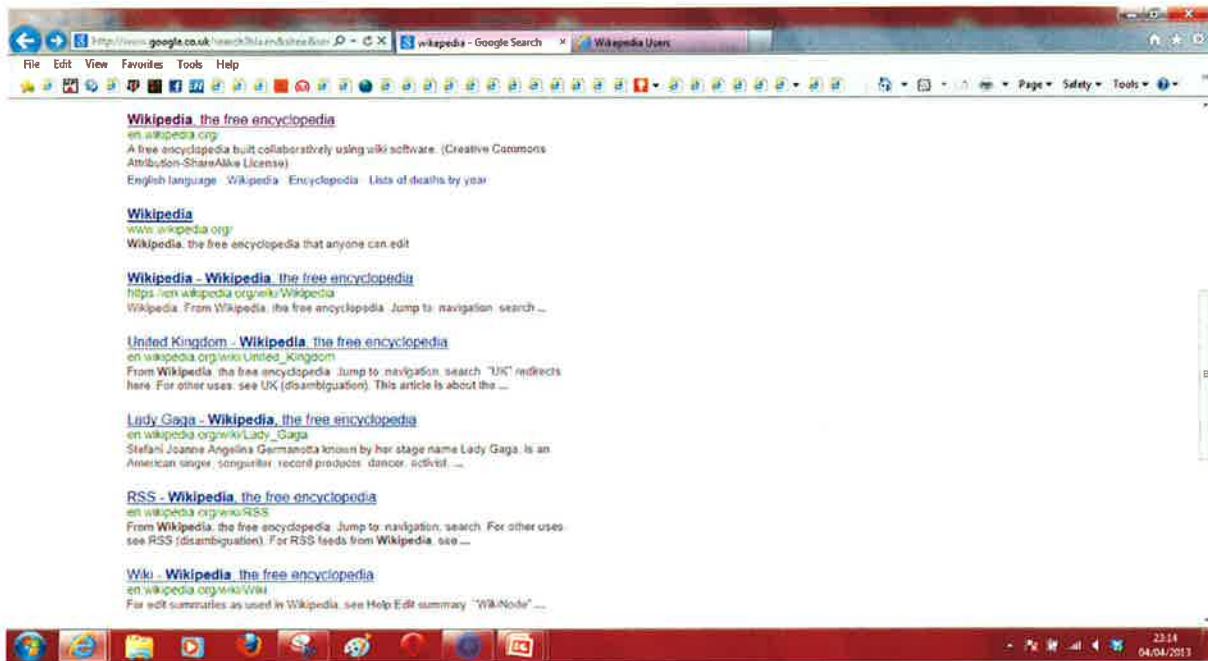 google.co.uk
wikapedia - Google Search
Wikapedia Users
File Edit View Favorites Tools Help
Page Safety Tools
Wikipedia, the free encyclopedia
en.wikipedia.org/
A free encyclopedia built collaboratively using wiki software. (Creative Commons
Attribution-ShareAlike License)
English language Wikipedia Encyclopedia Lists of deaths by year
Wikipedia
www.wikipedia.org/
Wikipedia, the free encyclopedia that anyone can edit
Wikipedia - Wikipedia, the free encyclopedia
https://en.wikipedia.org/wiki/Wikipedia
Wikipedia. From Wikipedia, the free encyclopedia. Jump to: navigation, search ...
United Kingdom - Wikipedia, the free encyclopedia
en.wikipedia.org/wiki/United_Kingdom
From Wikipedia, the free encyclopedia. Jump to: navigation, search. "UK" redirects
here. For other uses, see UK (disambiguation). This article is about the ...
Lady Gaga - Wikipedia, the free encyclopedia
en.wikipedia.org/wiki/Lady_Gaga
Stefani Joanne Angelina Germanotta known by her stage name Lady Gaga, is an
American singer, songwriter, record producer, dancer, activist, ...
RSS - Wikipedia, the free encyclopedia
en.wikipedia.org/wiki/RSS
From Wikipedia, the free encyclopedia. Jump to: navigation, search. For other uses,
see RSS (disambiguation). For RSS feeds from Wikipedia, see ...
Wiki - Wikipedia, the free encyclopedia
en.wikipedia.org/wiki/Wiki
For edit summaries as used in Wikipedia, see Help:Edit summary. "WikiNode" ...
23:14
04/04/2013